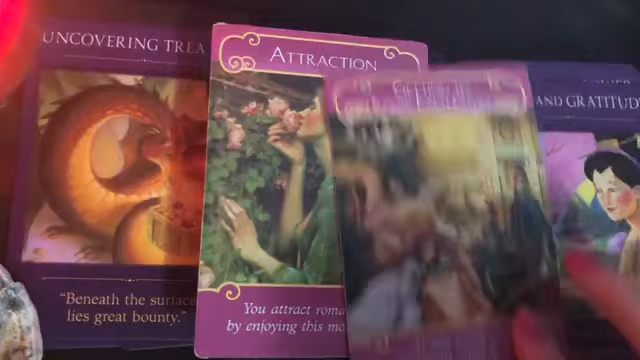 UNCOVERING TREA
ATTRACTION
AND GRATITUD
"Beneath the surface
lies great bounty."
You attract roma
by enjoying this mo